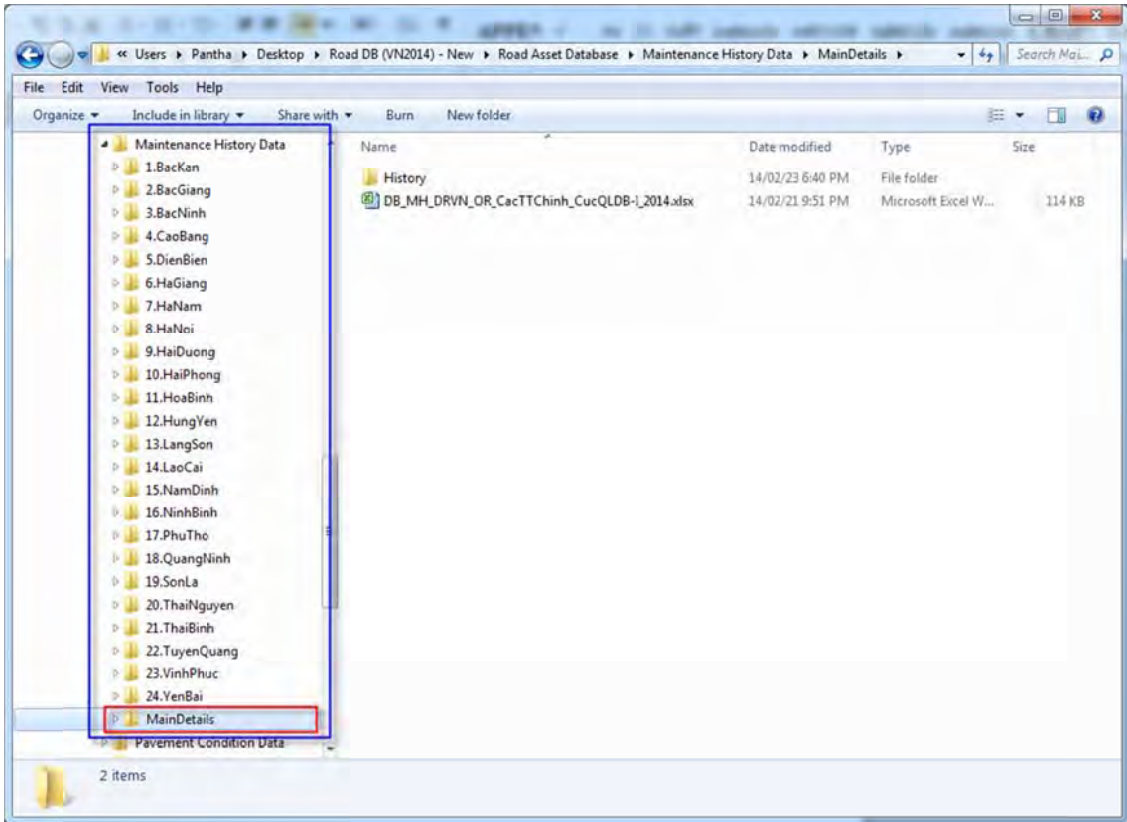 « Users ▸ Pantha ▸ Desktop ▸ Road DB (VN2014) - New ▸ Road Asset Database ▸ Maintenance History Data ▸ MainDetails ▸ Search Mai...
File Edit View Tools Help
Organize ▾ Include in library ▾ Share with ▾ Burn New folder
Maintenance History Data
1.BacKan
2.BacGiang
3.BacNinh
4.CaoBang
5.DienBien
6.HaGiang
7.HaNam
8.HaNoi
9.HaiDuong
10.HaiPhong
11.HoaBinh
12.HungYen
13.LangSon
14.LaoCai
15.NamDinh
16.NinhBinh
17.PhuTho
18.QuangNinh
19.SonLa
20.ThaiNguyen
21.ThaiBinh
22.TuyenQuang
23.VinhPhuc
24.YenBai
MainDetails
Pavement Condition Data
Name Date modified Type Size
History 14/02/23 6:40 PM File folder
14/02/21 9:51 PM Microsoft Excel W... 114 KB
2 items